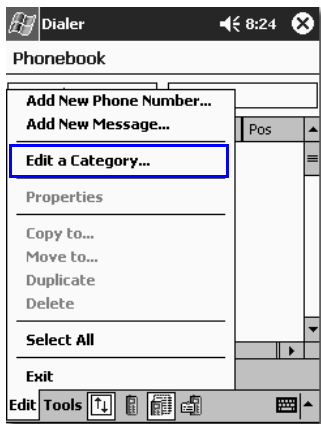 Dialer 8:24
Phonebook
Add New Phone Number...
Add New Message...
Pos
Edit a Category...
Properties
Copy to...
Move to...
Duplicate
Delete
Select All
Exit
Edit Tools